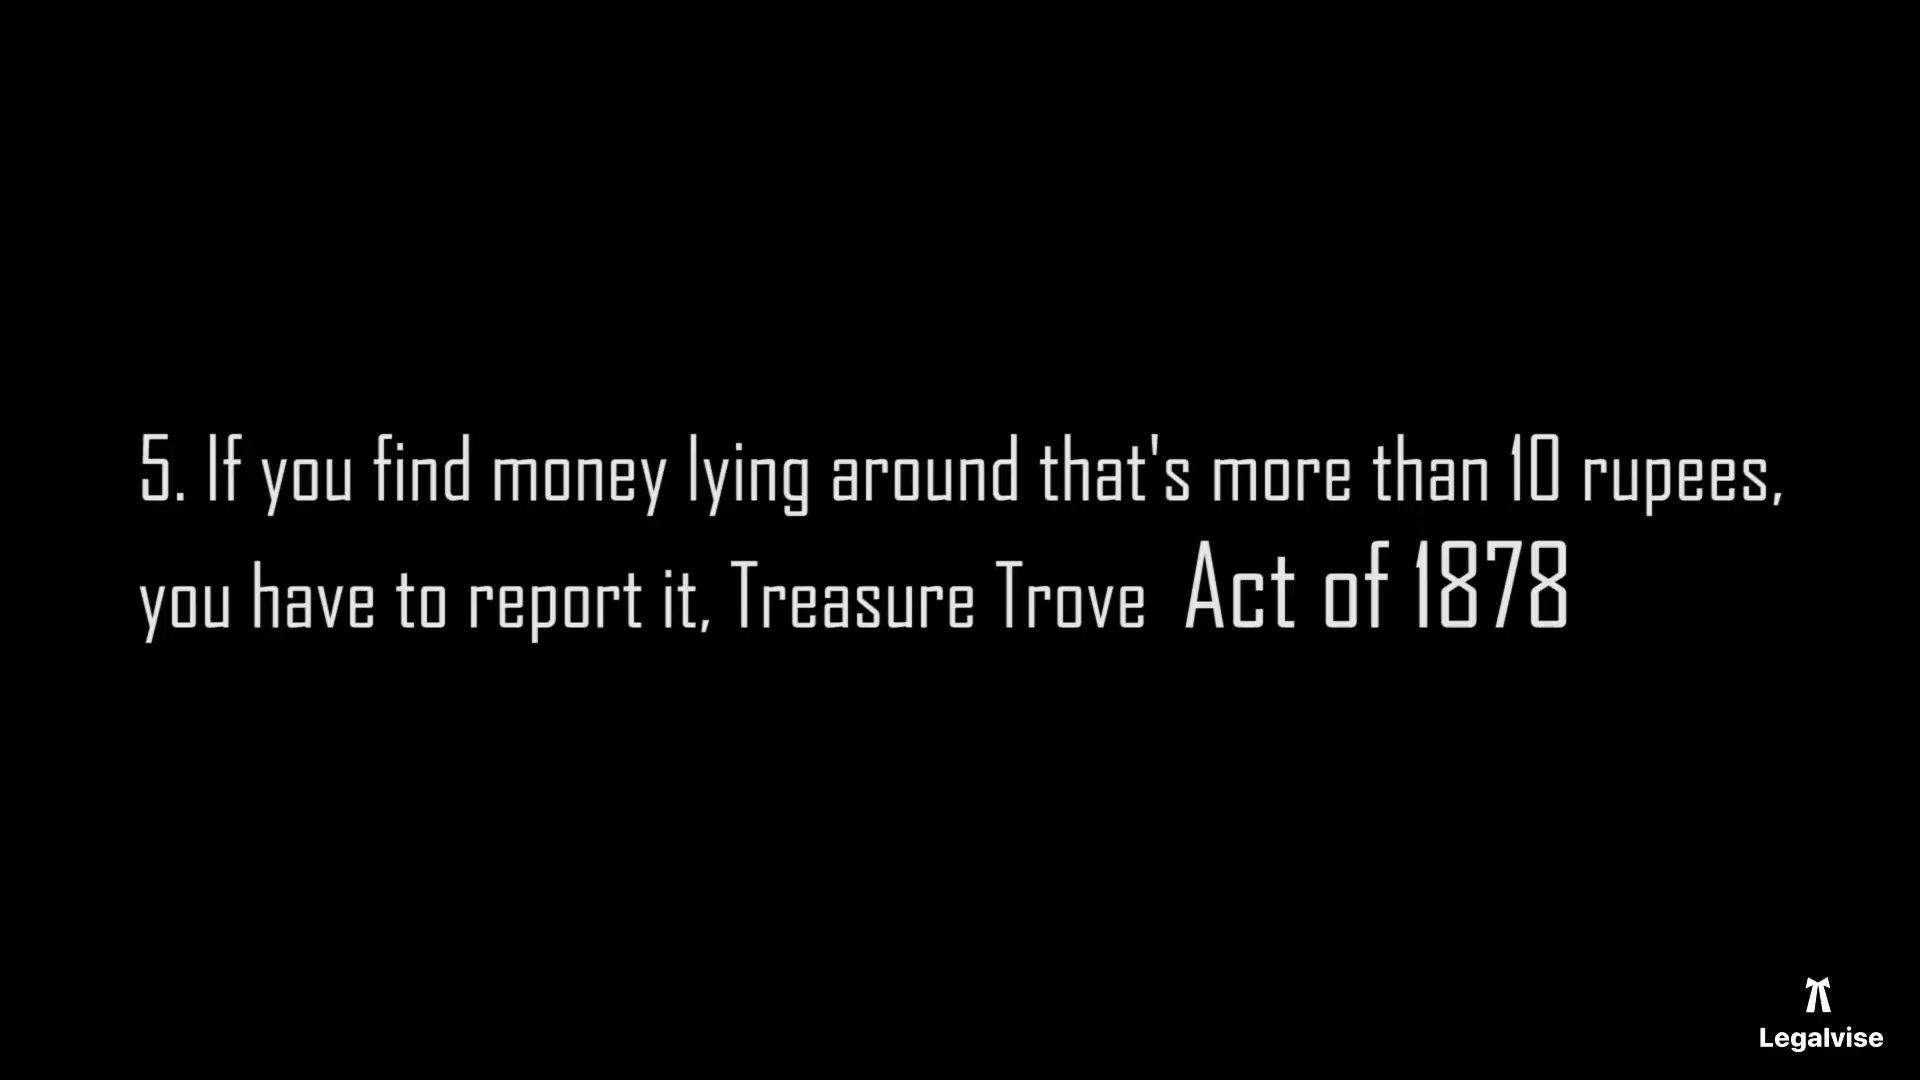 5. If you find money lying around that's more than 10 rupees,
you have to report it, Treasure Trove Act of 1878
Legalvise